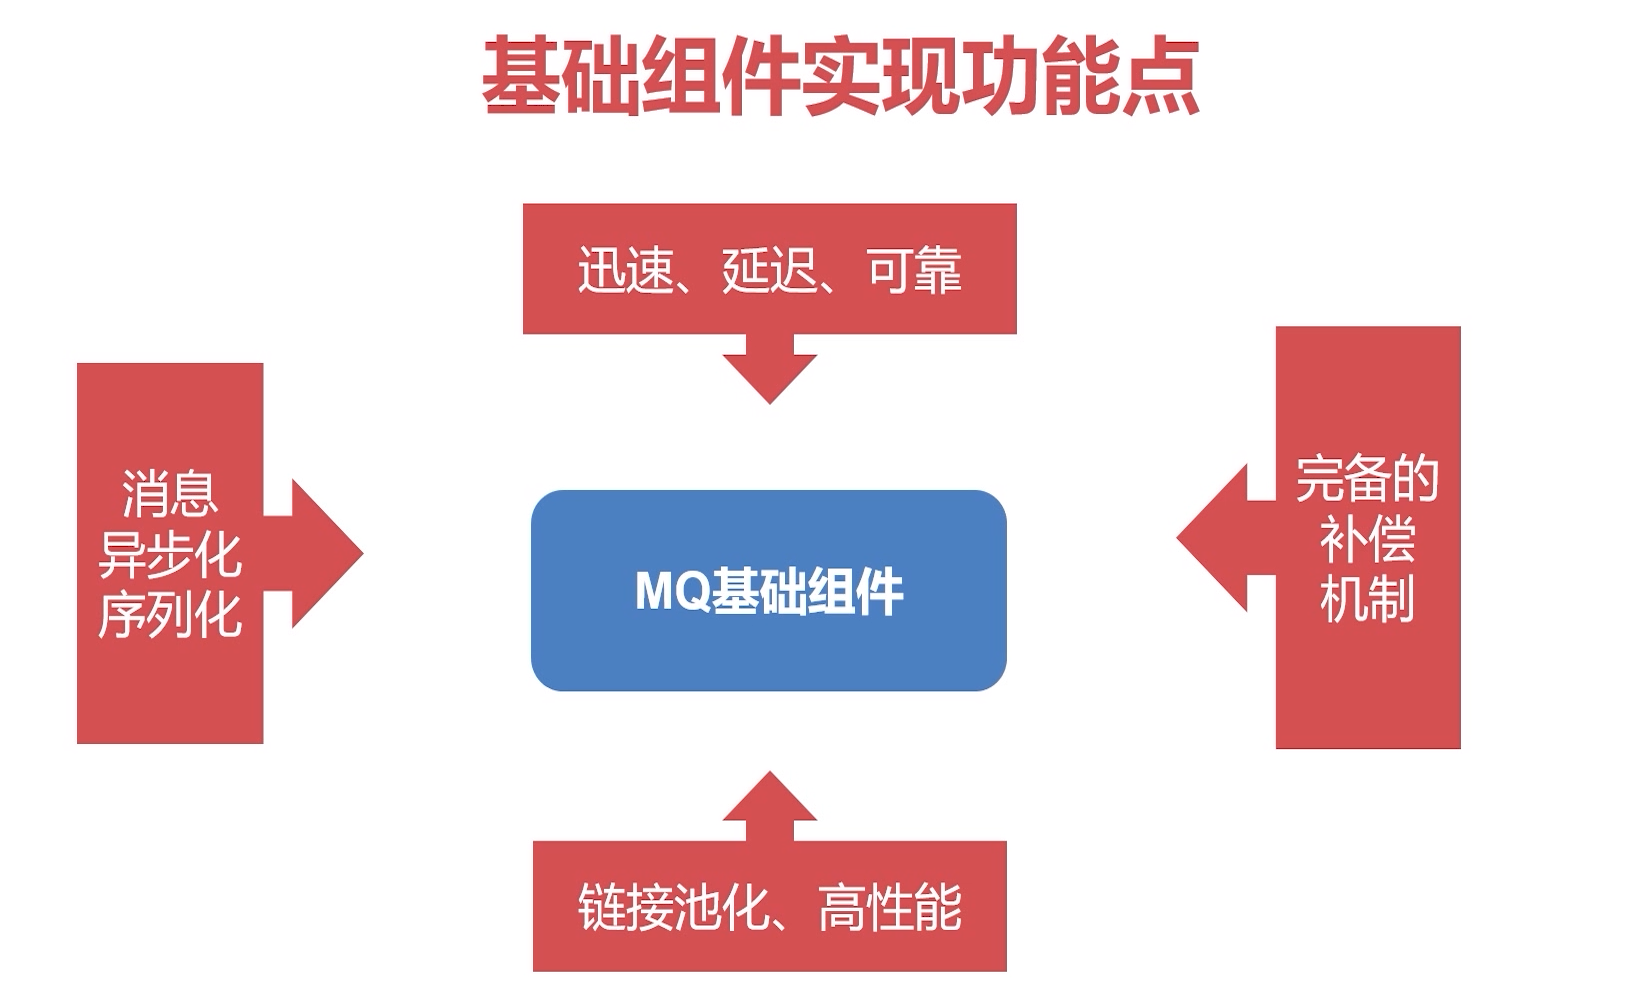 基础组件实现功能点
迅速、延迟、可靠
消息
异步化
序列化
MQ基础组件
完备的
补偿
机制
链接池化、高性能